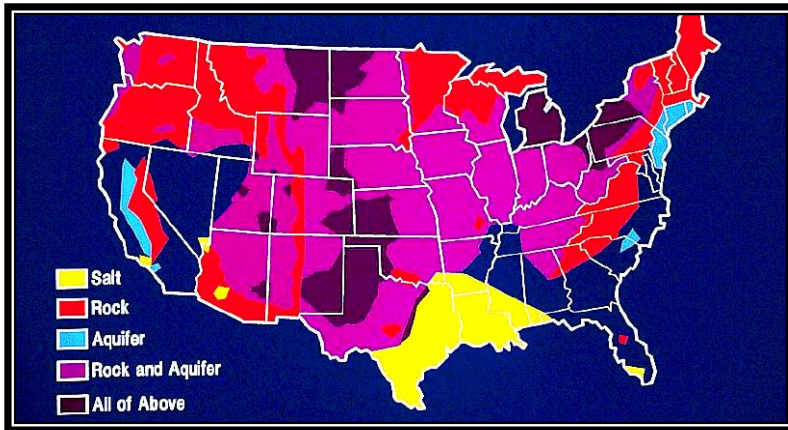 Salt
Rock
Aquifer
Rock and Aquifer
All of Above